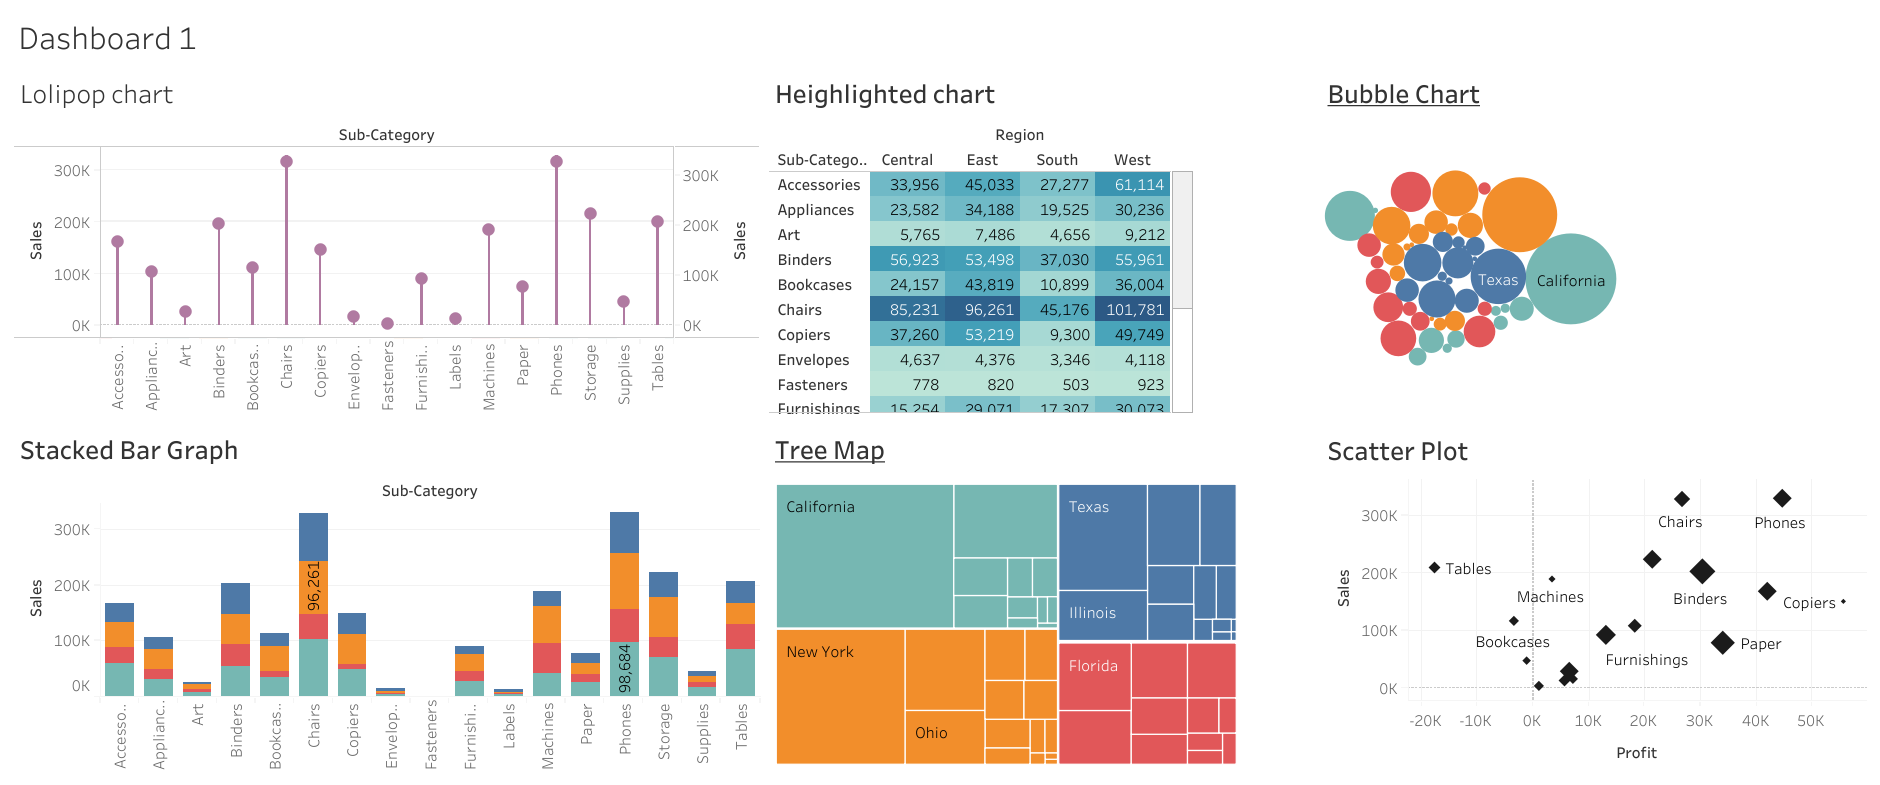 Dashboard 1
Lolipop chart
Sub-Category
Sales
300K
200K
100K
0K
300K
200K
100K
0K
Sales
Accesso..
Applianc..
Art
Binders
Bookcas..
Chairs
Copiers
Envelop..
Fasteners
Furnishi..
Labels
Machines
Paper
Phones
Storage
Supplies
Tables
Heighlighted chart
Region
Sub-Catego.. Central East South West
Accessories 33,956 45,033 27,277 61,114
Appliances 23,582 34,188 19,525 30,236
Art 5,765 7,486 4,656 9,212
Binders 56,923 53,498 37,030 55,961
Bookcases 24,157 43,819 10,899 36,004
Chairs 85,231 96,261 45,176 101,781
Copiers 37,260 53,219 9,300 49,749
Envelopes 4,637 4,376 3,346 4,118
Fasteners 778 820 503 923
Furnishings 15,254 29,071 17,307 30,073
Bubble Chart
Texas
California
Stacked Bar Graph
Sub-Category
Sales
300K
200K
100K
0K
96,261
98,684
Accesso..
Applianc..
Art
Binders
Bookcas..
Chairs
Copiers
Envelop..
Fasteners
Furnishi..
Labels
Machines
Paper
Phones
Storage
Supplies
Tables
Tree Map
California
Texas
Illinois
New York
Ohio
Florida
Scatter Plot
Sales
300K
200K
100K
0K
Chairs
Phones
Tables
Machines
Binders
Copiers
Bookcases
Furnishings
Paper
-20K
-10K
0K
10K
20K
30K
40K
50K
Profit